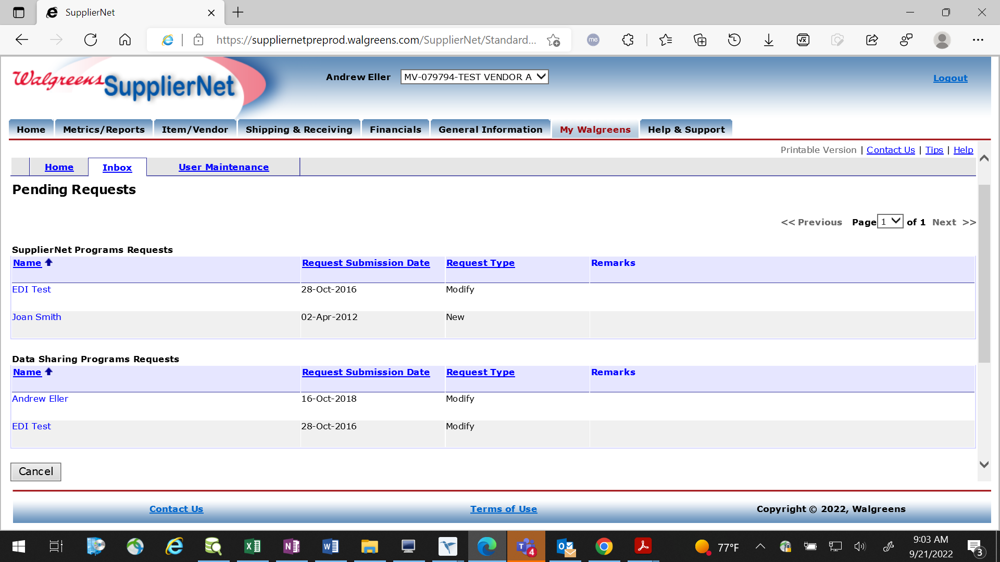 SupplierNet
https://suppliernetpreprod.walgreens.com/SupplierNet/Standard...
me
Walgreens SupplierNet
Andrew Eller MV-079794-TEST VENDOR A
Logout
Home Metrics/Reports Item/Vendor Shipping & Receiving Financials General Information My Walgreens Help & Support
Printable Version | Contact Us | Tips | Help
Home Inbox User Maintenance
Pending Requests
<< Previous Page 1 of 1 Next >>
SupplierNet Programs Requests
Name Request Submission Date Request Type Remarks
EDI Test 28-Oct-2016 Modify
Joan Smith 02-Apr-2012 New
Data Sharing Programs Requests
Name Request Submission Date Request Type Remarks
Andrew Eller 16-Oct-2018 Modify
EDI Test 28-Oct-2016 Modify
Cancel
Contact Us Terms of Use Copyright © 2022, Walgreens
4
77°F
9:03 AM
9/21/2022
3